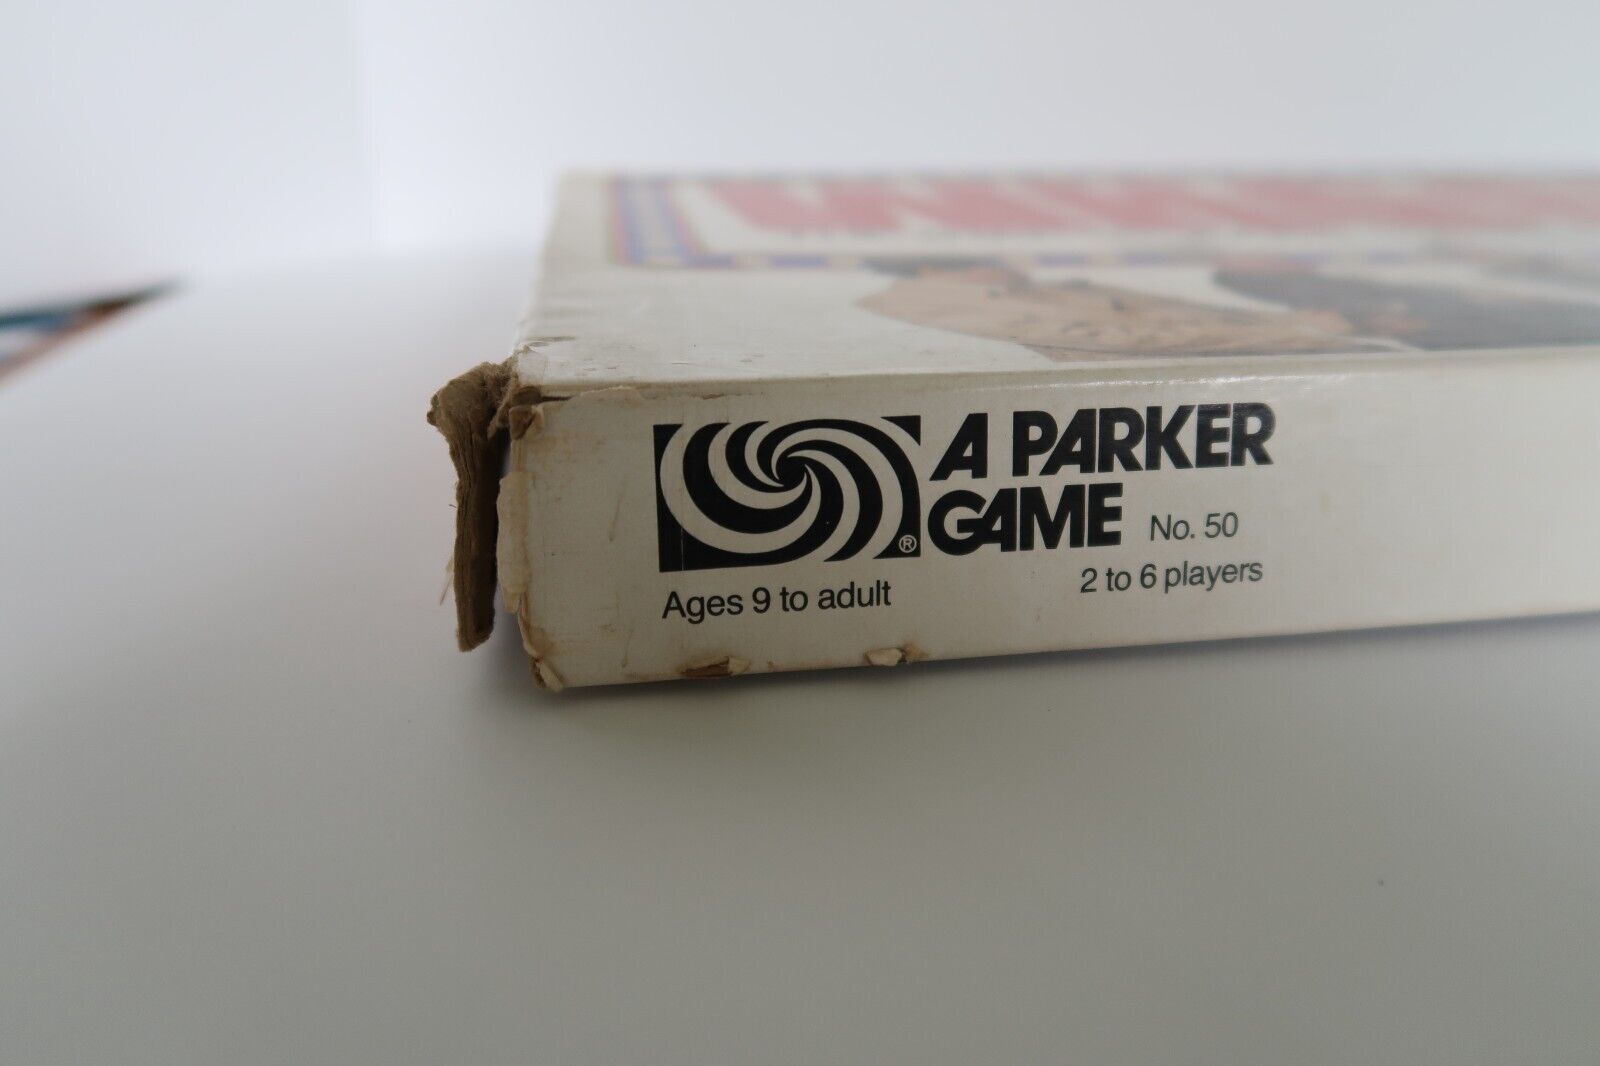 A PARKER
GAME No. 50
®
Ages 9 to adult
2 to 6 players